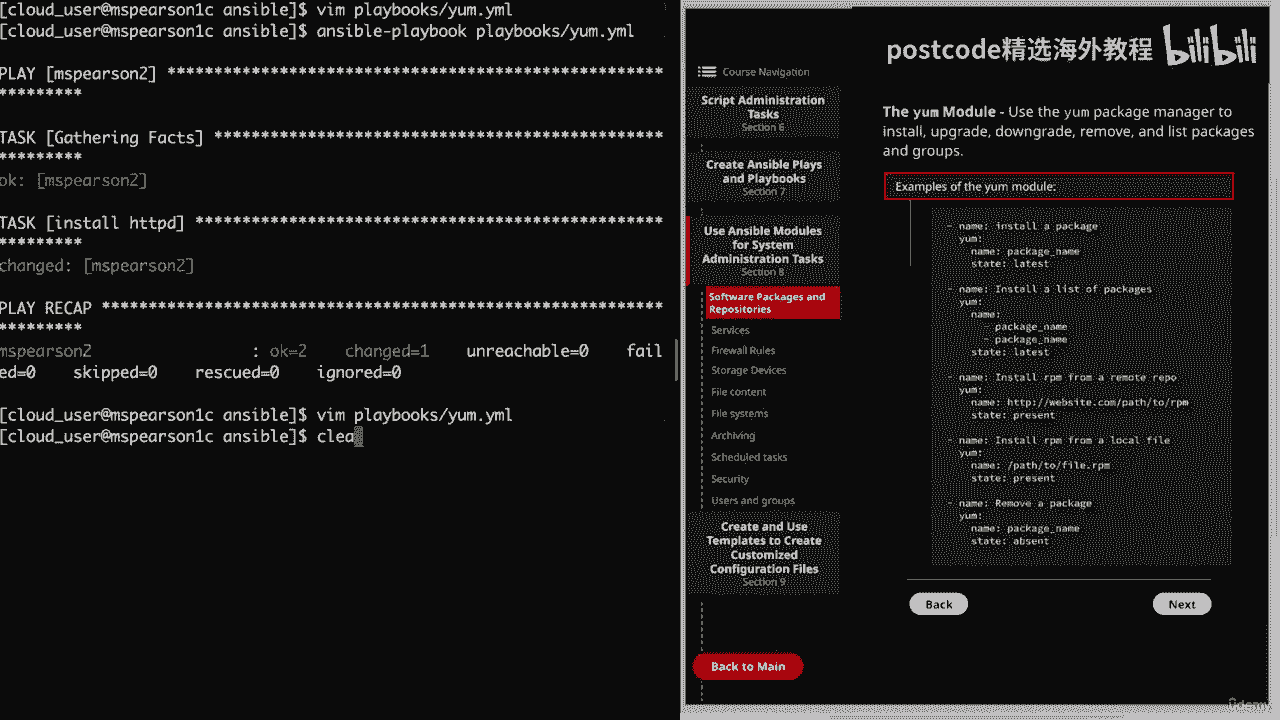 [cloud_user@mspearson1c ansible]$ vim playbooks/yum.yml
[cloud_user@mspearson1c ansible]$ ansible-playbook playbooks/yum.yml
PLAY [mspearson2] *****************************************************
*********
TASK [Gathering Facts] ************************************************
*********
ok: [mspearson2]
TASK [install httpd] **************************************************
*********
changed: [mspearson2]
PLAY RECAP ************************************************************
*********
mspearson2 : ok=2 changed=1 unreachable=0 fail
ed=0 skipped=0 rescued=0 ignored=0
[cloud_user@mspearson1c ansible]$ vim playbooks/yum.yml
[cloud_user@mspearson1c ansible]$ clea
postcode精选海外教程 bilibili
Course Navigation
Script Administration
Tasks
Section 6
Create Ansible Plays
and Playbooks
Section 7
Use Ansible Modules
for System
Administration Tasks
Section 8
Software Packages and
Repositories
Services
Firewall Rules
Storage Devices
File content
File systems
Archiving
Scheduled tasks
Security
Users and groups
Create and Use
Templates to Create
Customized
Configuration Files
Section 9
Back to Main
The yum Module - Use the yum package manager to
install, upgrade, downgrade, remove, and list packages
and groups.
Examples of the yum module:
- name: install a package
yum:
name: package_name
state: latest
- name: Install a list of packages
yum:
name:
- package_name
- package_name
state: latest
- name: Install rpm from a remote repo
yum:
name: http://website.com/path/to/rpm
state: present
- name: Install rpm from a local file
yum:
name: /path/to/file.rpm
state: present
- name: Remove a package
yum:
name: package_name
state: absent
Back
Next
ûdemy